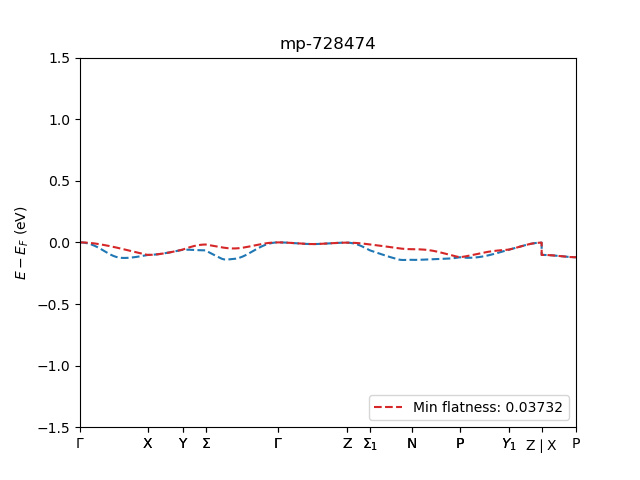 mp-728474
E − E_F (eV)
1.5
1.0
0.5
0.0
−0.5
−1.0
−1.5
Min flatness: 0.03732
Γ X Y Σ Γ Z Σ₁ N P Y₁ Z | X P